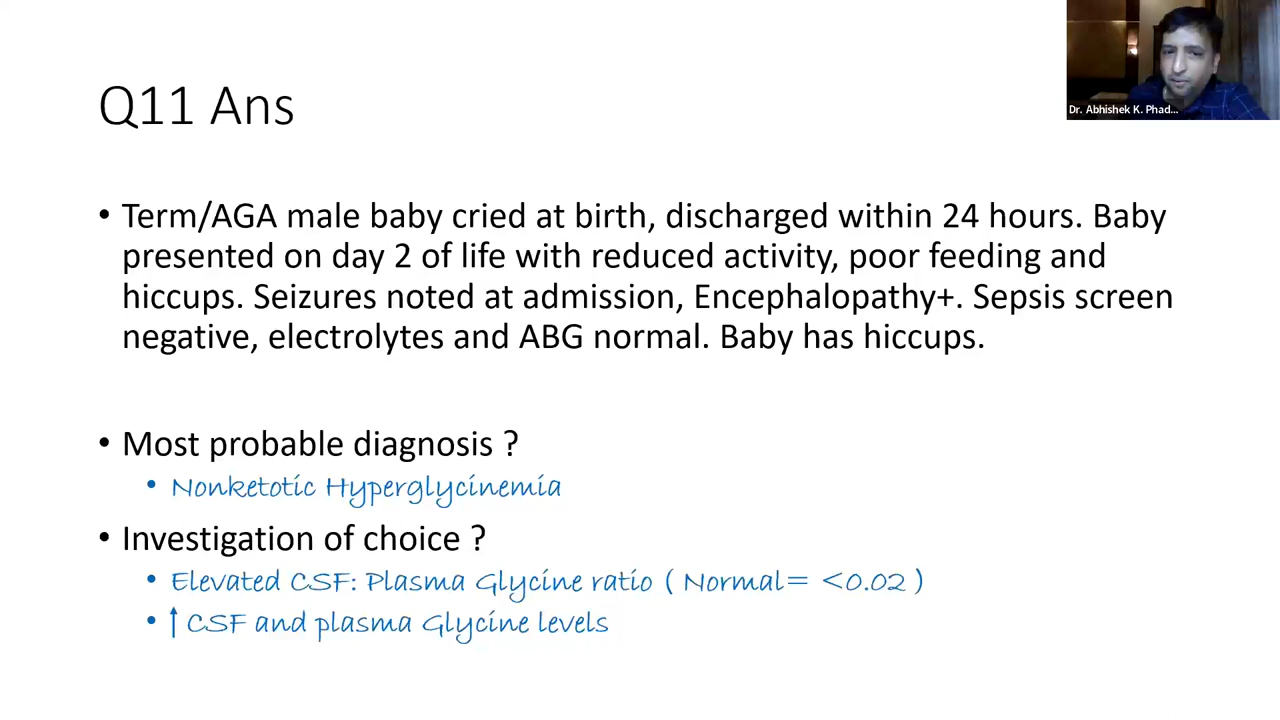 Dr. Abhishek K. Phad...
Q11 Ans
• Term/AGA male baby cried at birth, discharged within 24 hours. Baby
presented on day 2 of life with reduced activity, poor feeding and
hiccups. Seizures noted at admission, Encephalopathy+. Sepsis screen
negative, electrolytes and ABG normal. Baby has hiccups.
• Most probable diagnosis ?
• Nonketotic Hyperglycinemia
• Investigation of choice ?
• Elevated CSF: Plasma Glycine ratio ( Normal= <0.02 )
• ↑ CSF and plasma Glycine levels